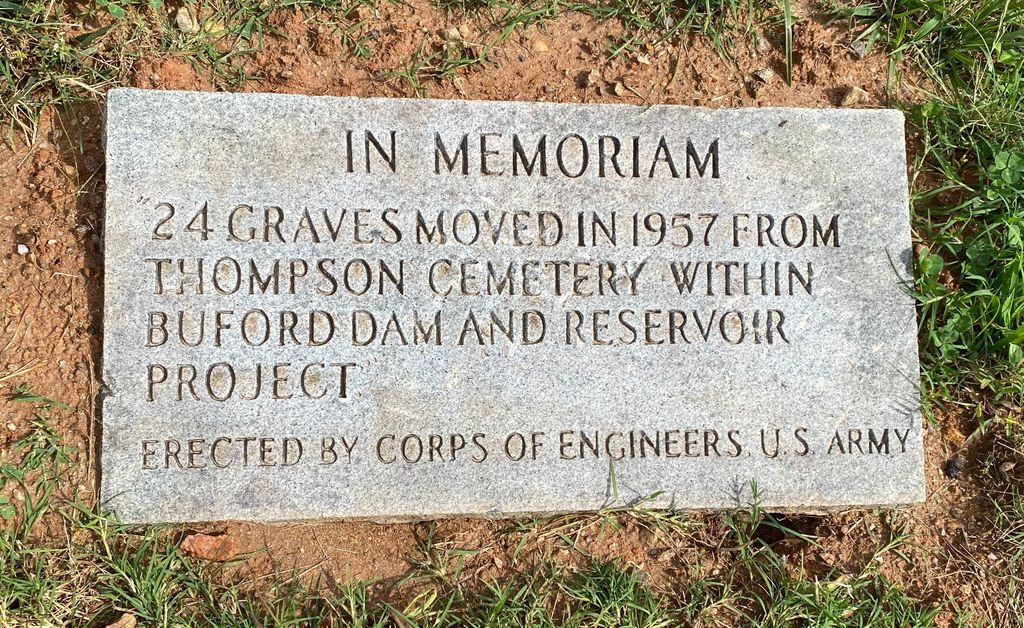 IN MEMORIAM
"24 GRAVES MOVED IN 1957 FROM
THOMPSON CEMETERY WITHIN
BUFORD DAM AND RESERVOIR
PROJECT."
ERECTED BY CORPS OF ENGINEERS. U.S. ARMY